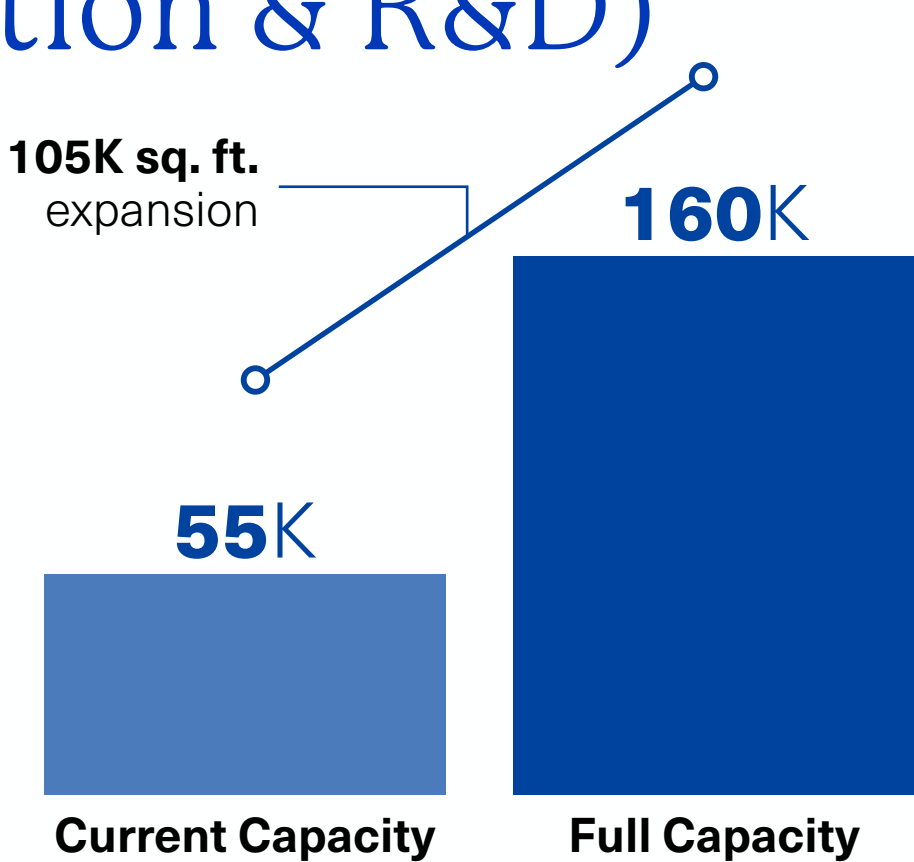 tion & R&D)
105K sq. ft.
expansion
160K
55K
Current Capacity
Full Capacity